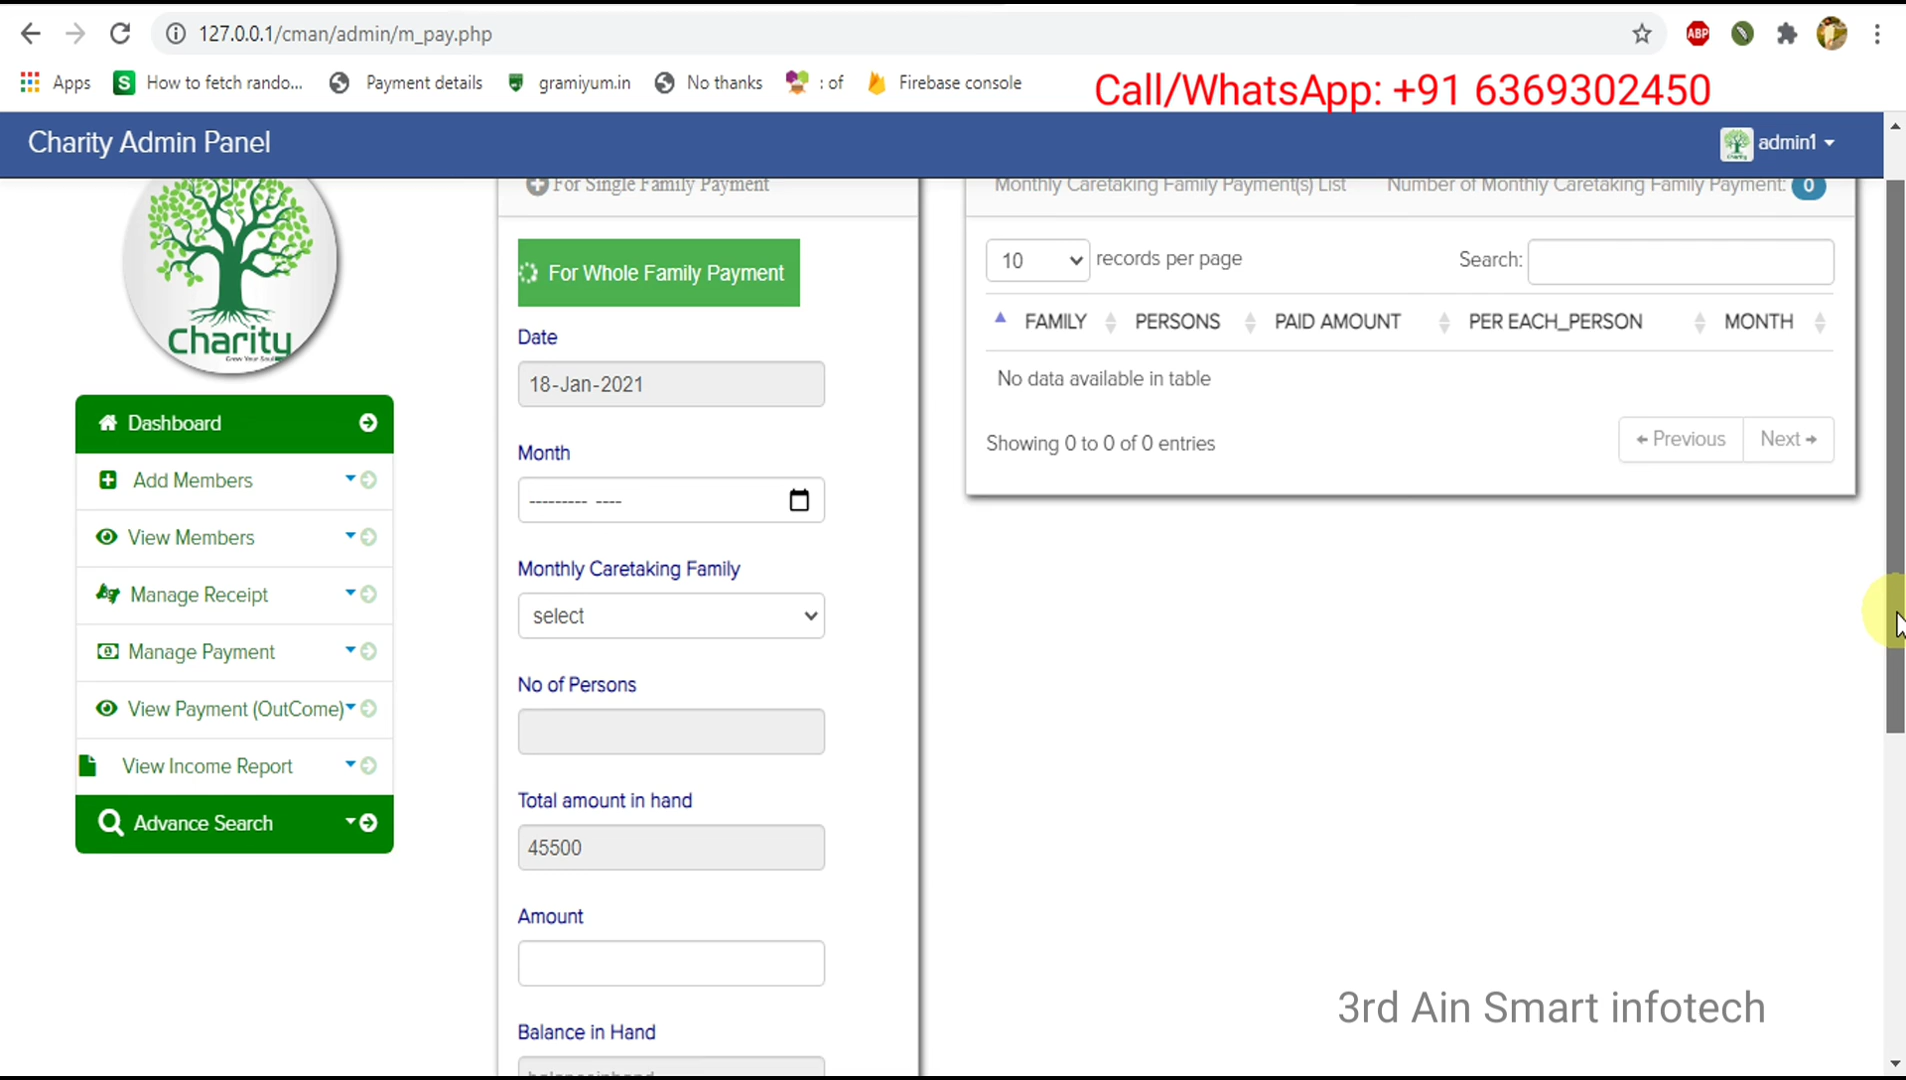 127.0.0.1/cman/admin/m_pay.php
ABP
Apps
S
How to fetch rando...
Payment details
gramiyum.in
No thanks
: of
Firebase console
Call/WhatsApp: +91 6369302450
Charity Admin Panel
admin1
Charity
Grow Your Soul
Dashboard
Add Members
View Members
Manage Receipt
Manage Payment
View Payment (OutCome)
View Income Report
Advance Search
For Single Family Payment
For Whole Family Payment
Date
18-Jan-2021
Month
--------- ----
Monthly Caretaking Family
select
No of Persons
Total amount in hand
45500
Amount
Balance in Hand
balanceinhand
Monthly Caretaking Family Payment(s) List
Number of Monthly Caretaking Family Payment: 0
10 records per page
Search:
FAMILY PERSONS PAID AMOUNT PER EACH_PERSON MONTH
No data available in table
Showing 0 to 0 of 0 entries
Previous
Next
3rd Ain Smart infotech